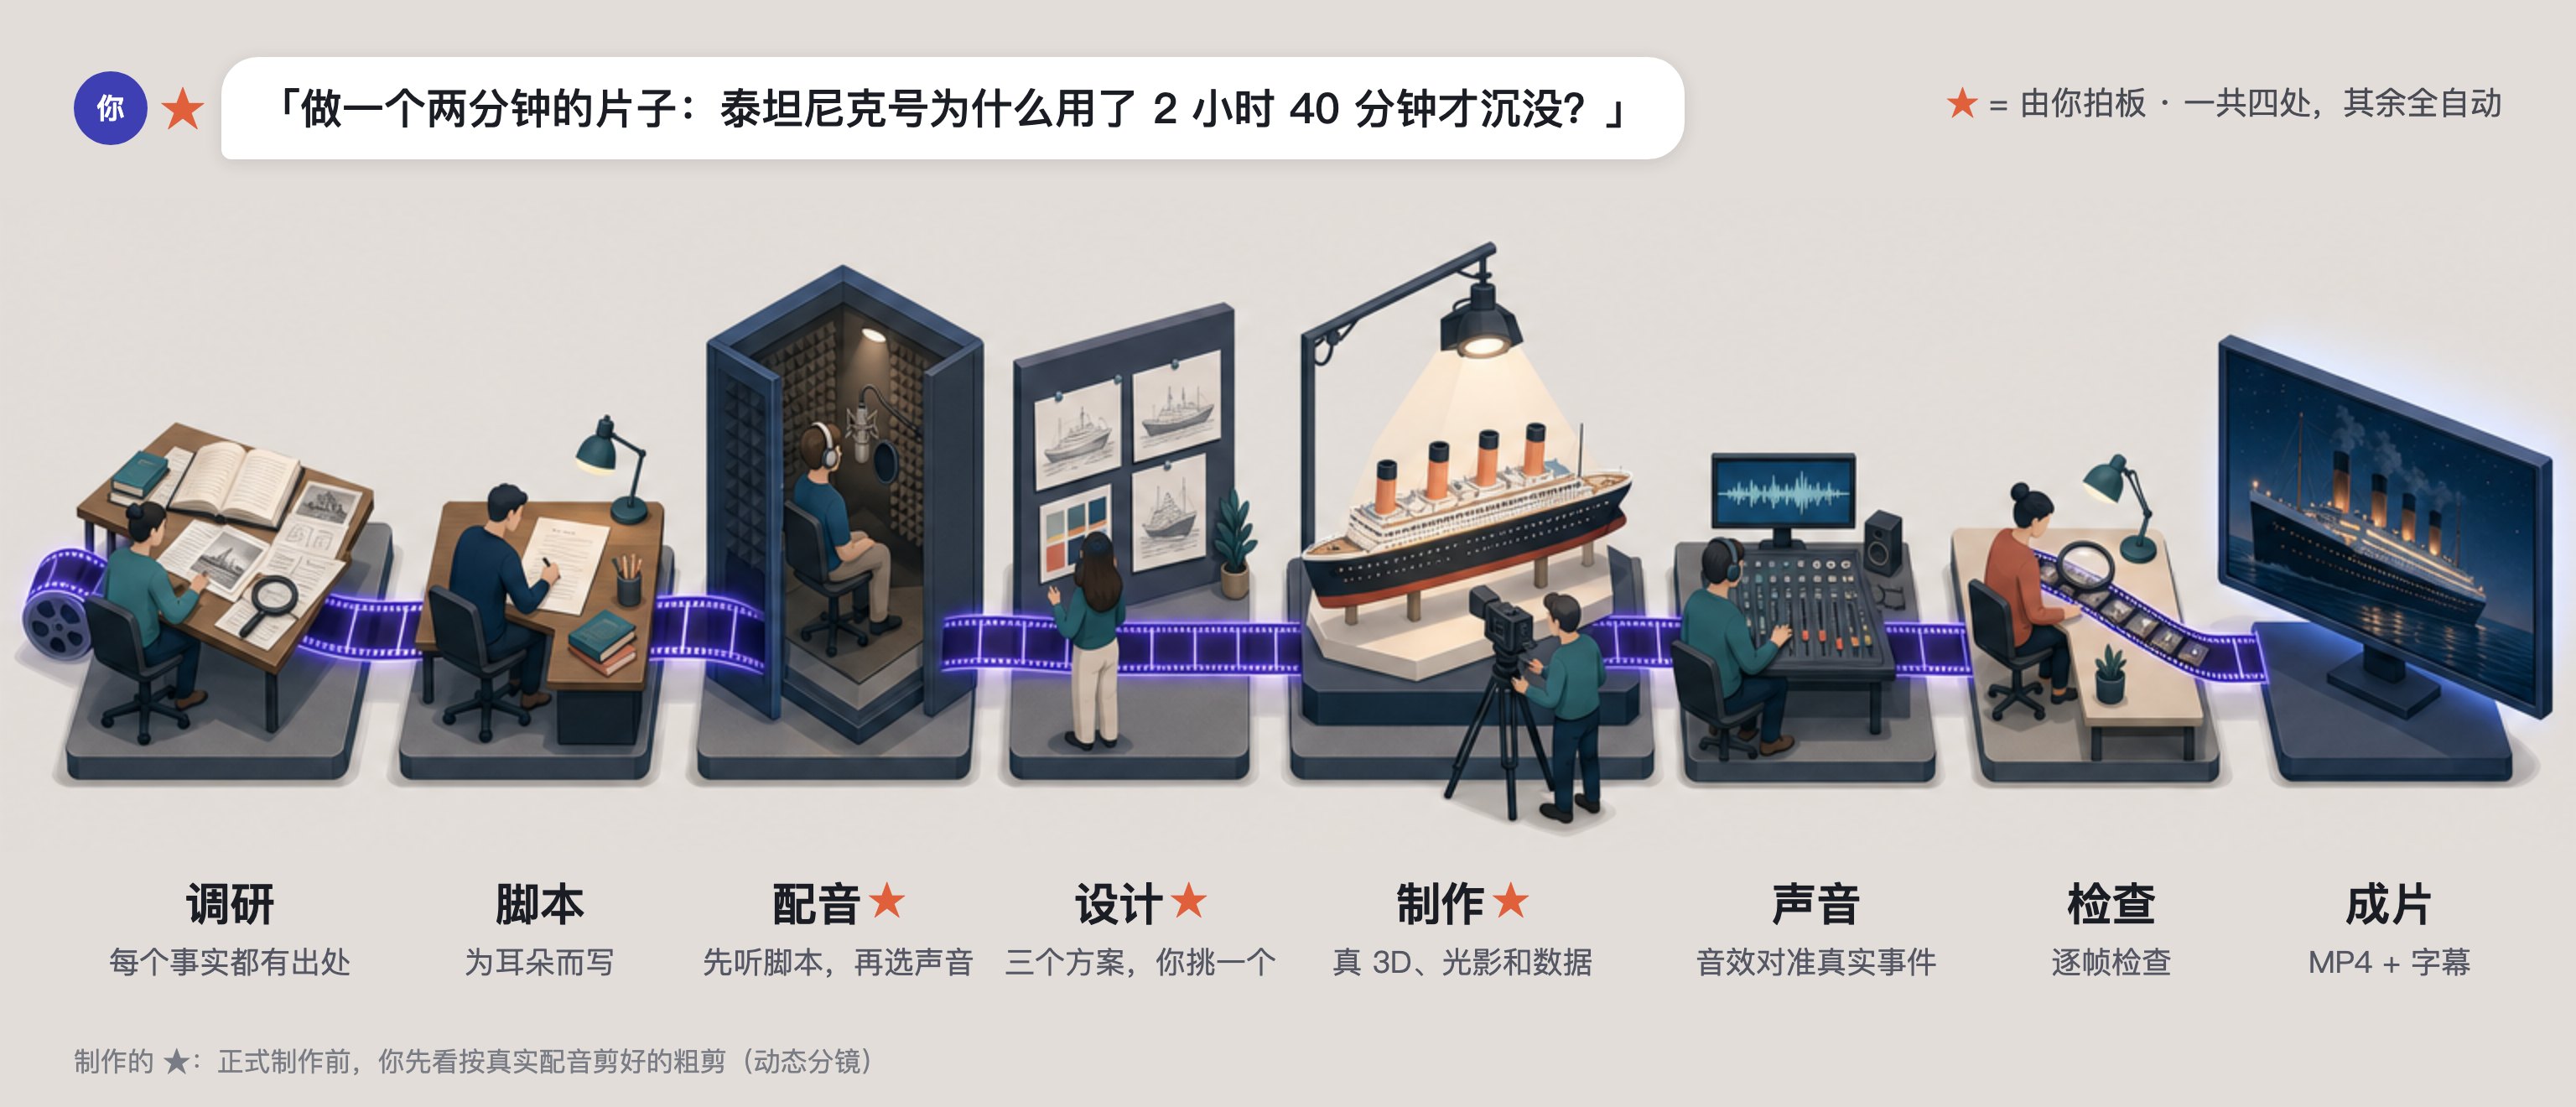 你 ★ 「做一个两分钟的片子：泰坦尼克号为什么用了 2 小时 40 分钟才沉没？」
★ = 由你拍板 · 一共四处，其余全自动
调研
每个事实都有出处
脚本
为耳朵而写
配音★
先听脚本，再选声音
设计★
三个方案，你挑一个
制作★
真 3D、光影和数据
声音
音效对准真实事件
检查
逐帧检查
成片
MP4 + 字幕
制作的 ★：正式制作前，你先看按真实配音剪好的粗剪（动态分镜）